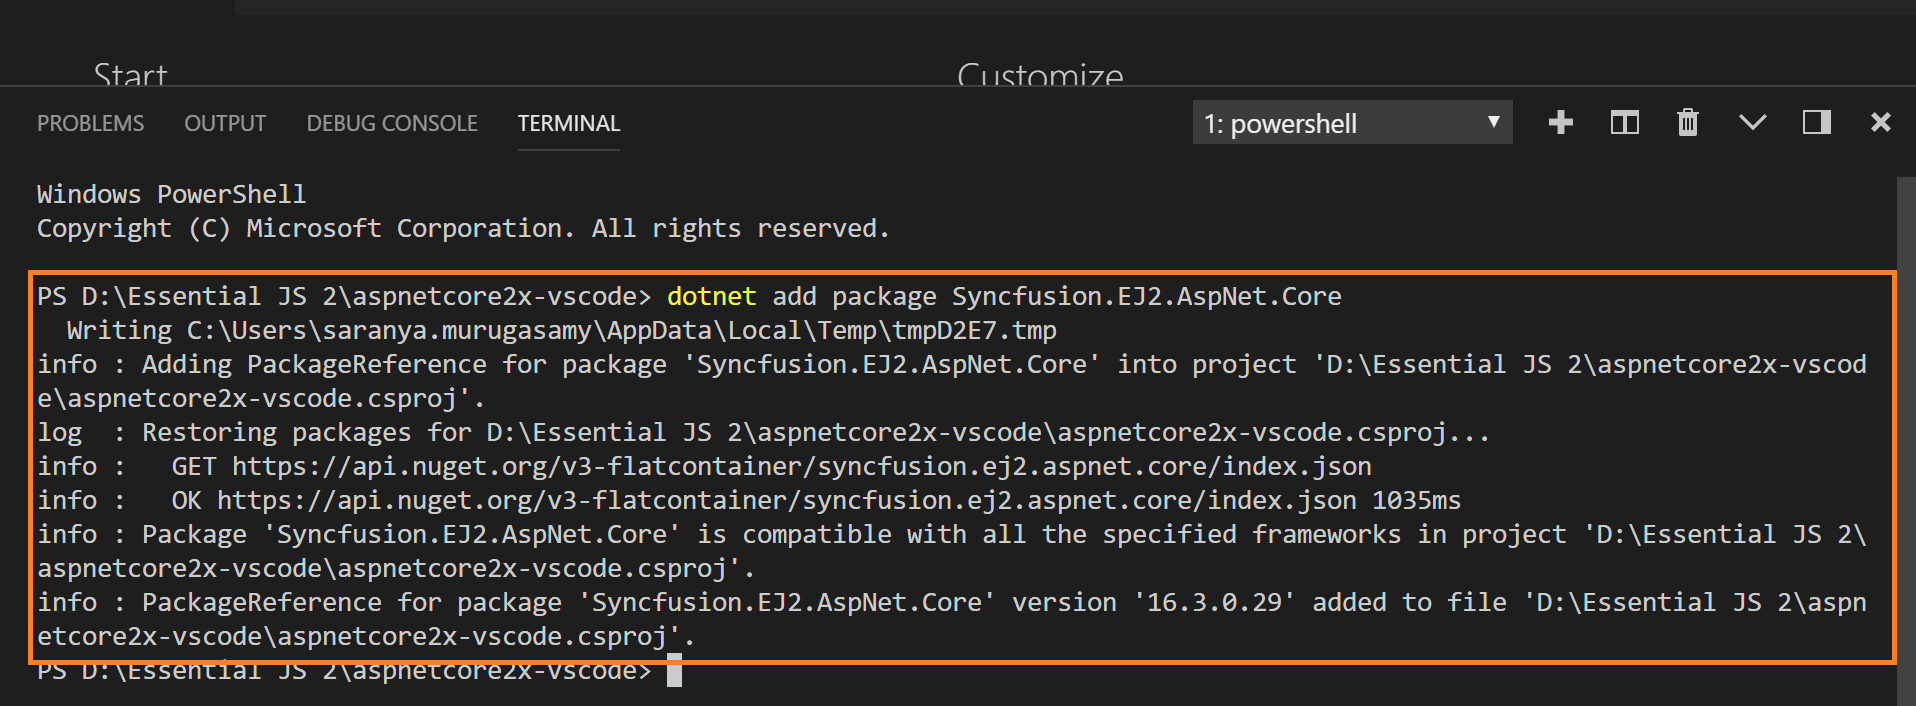 Start
Customize
PROBLEMS OUTPUT DEBUG CONSOLE TERMINAL 1: powershell
Windows PowerShell
Copyright (C) Microsoft Corporation. All rights reserved.
PS D:\Essential JS 2\aspnetcore2x-vscode> dotnet add package Syncfusion.EJ2.AspNet.Core
  Writing C:\Users\saranya.murugasamy\AppData\Local\Temp\tmpD2E7.tmp
info : Adding PackageReference for package 'Syncfusion.EJ2.AspNet.Core' into project 'D:\Essential JS 2\aspnetcore2x-vscod
e\aspnetcore2x-vscode.csproj'.
log  : Restoring packages for D:\Essential JS 2\aspnetcore2x-vscode\aspnetcore2x-vscode.csproj...
info :   GET https://api.nuget.org/v3-flatcontainer/syncfusion.ej2.aspnet.core/index.json
info :   OK https://api.nuget.org/v3-flatcontainer/syncfusion.ej2.aspnet.core/index.json 1035ms
info : Package 'Syncfusion.EJ2.AspNet.Core' is compatible with all the specified frameworks in project 'D:\Essential JS 2\
aspnetcore2x-vscode\aspnetcore2x-vscode.csproj'.
info : PackageReference for package 'Syncfusion.EJ2.AspNet.Core' version '16.3.0.29' added to file 'D:\Essential JS 2\aspn
etcore2x-vscode\aspnetcore2x-vscode.csproj'.
PS D:\Essential JS 2\aspnetcore2x-vscode>